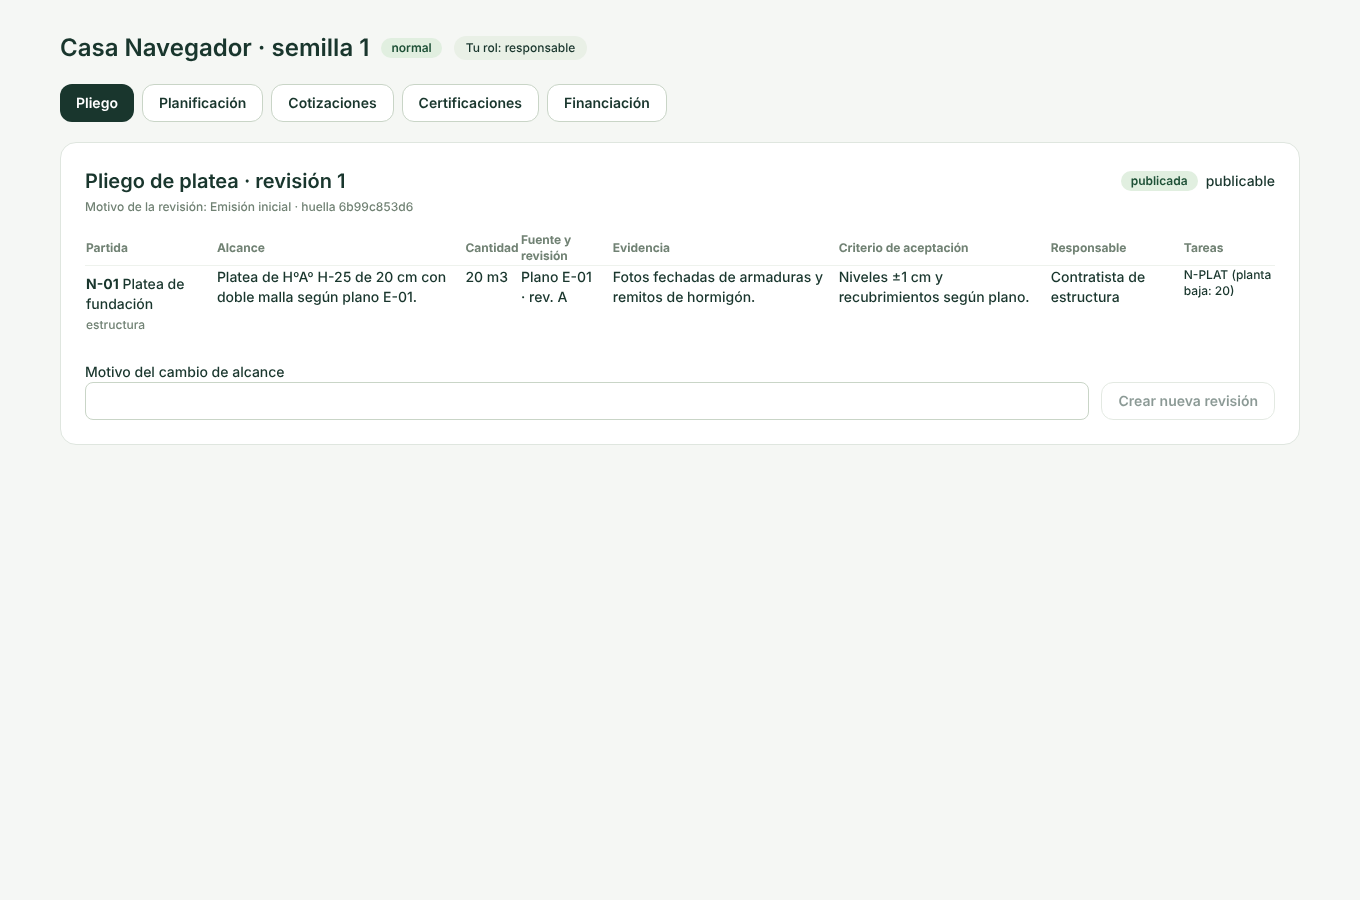 Casa Navegador · semilla 1 normal Tu rol: responsable
Pliego Planificación Cotizaciones Certificaciones Financiación
Pliego de platea · revisión 1 publicada publicable
Motivo de la revisión: Emisión inicial · huella 6b99c853d6
Partida Alcance Cantidad Fuente y revisión Evidencia Criterio de aceptación Responsable Tareas
N-01 Platea de
fundación
estructura
Platea de HºAº H-25 de 20 cm con
doble malla según plano E-01.
20 m3
Plano E-01
· rev. A
Fotos fechadas de armaduras y
remitos de hormigón.
Niveles ±1 cm y
recubrimientos según plano.
Contratista de
estructura
N-PLAT (planta
baja: 20)
Motivo del cambio de alcance
Crear nueva revisión